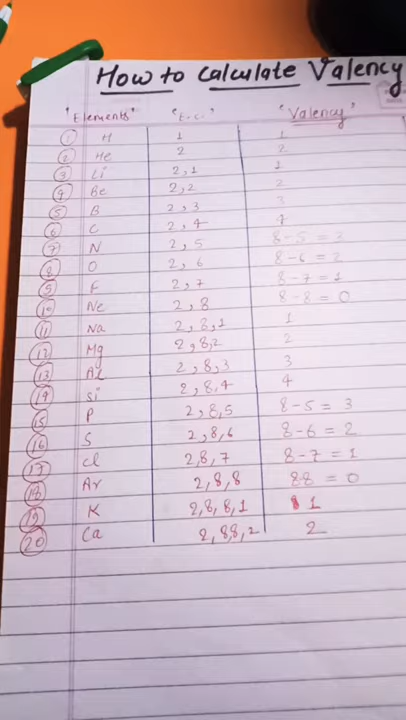 How to Calculate Valency
"Elements" "E.C." "Valency"
1 H 1 1
2 He 2 2
3 Li 2,1 1
4 Be 2,2 2
5 B 2,3 3
6 C 2,4 4
7 N 2,5 8-5=3
8 O 2,6 8-6=2
9 F 2,7 8-7=1
10 Ne 2,8 8-8=0
11 Na 2,8,1 1
12 Mg 2,8,2 2
13 Al 2,8,3 3
14 Si 2,8,4 4
15 P 2,8,5 8-5=3
16 S 2,8,6 8-6=2
17 Cl 2,8,7 8-7=1
18 Ar 2,8,8 88=0
19 K 2,8,8,1 1
20 Ca 2,88,2 2